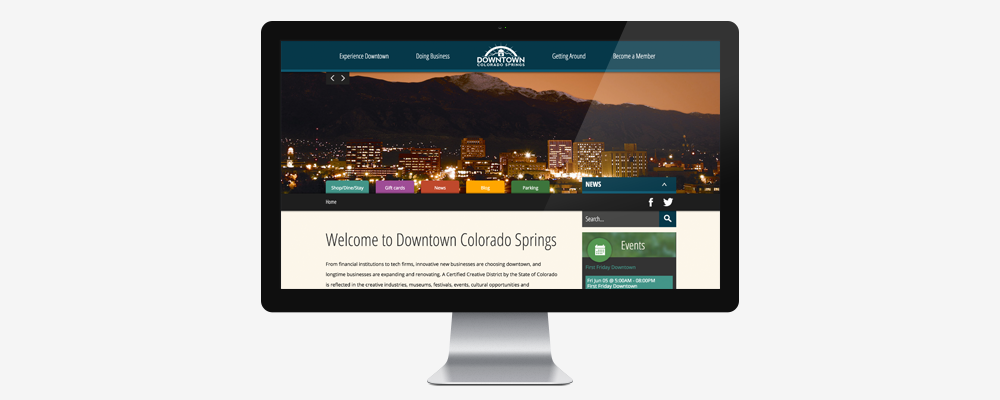 Experience Downtown
Doing Business
DOWNTOWN
COLORADO SPRINGS
Getting Around
Become a Member
Shop/Dine/Stay
Gift cards
News
Blog
Parking
NEWS
Home
Search...
Welcome to Downtown Colorado Springs
Events
From financial institutions to tech firms, innovative new businesses are choosing downtown, and
longtime businesses are expanding and renovating. A Certified Creative District by the State of Colorado
is reflected in the creative industries, museums, festivals, events, cultural opportunities and
First Friday Downtown
Fri Jun 05 @ 5:00AM - 08:00PM
First Friday Downtown